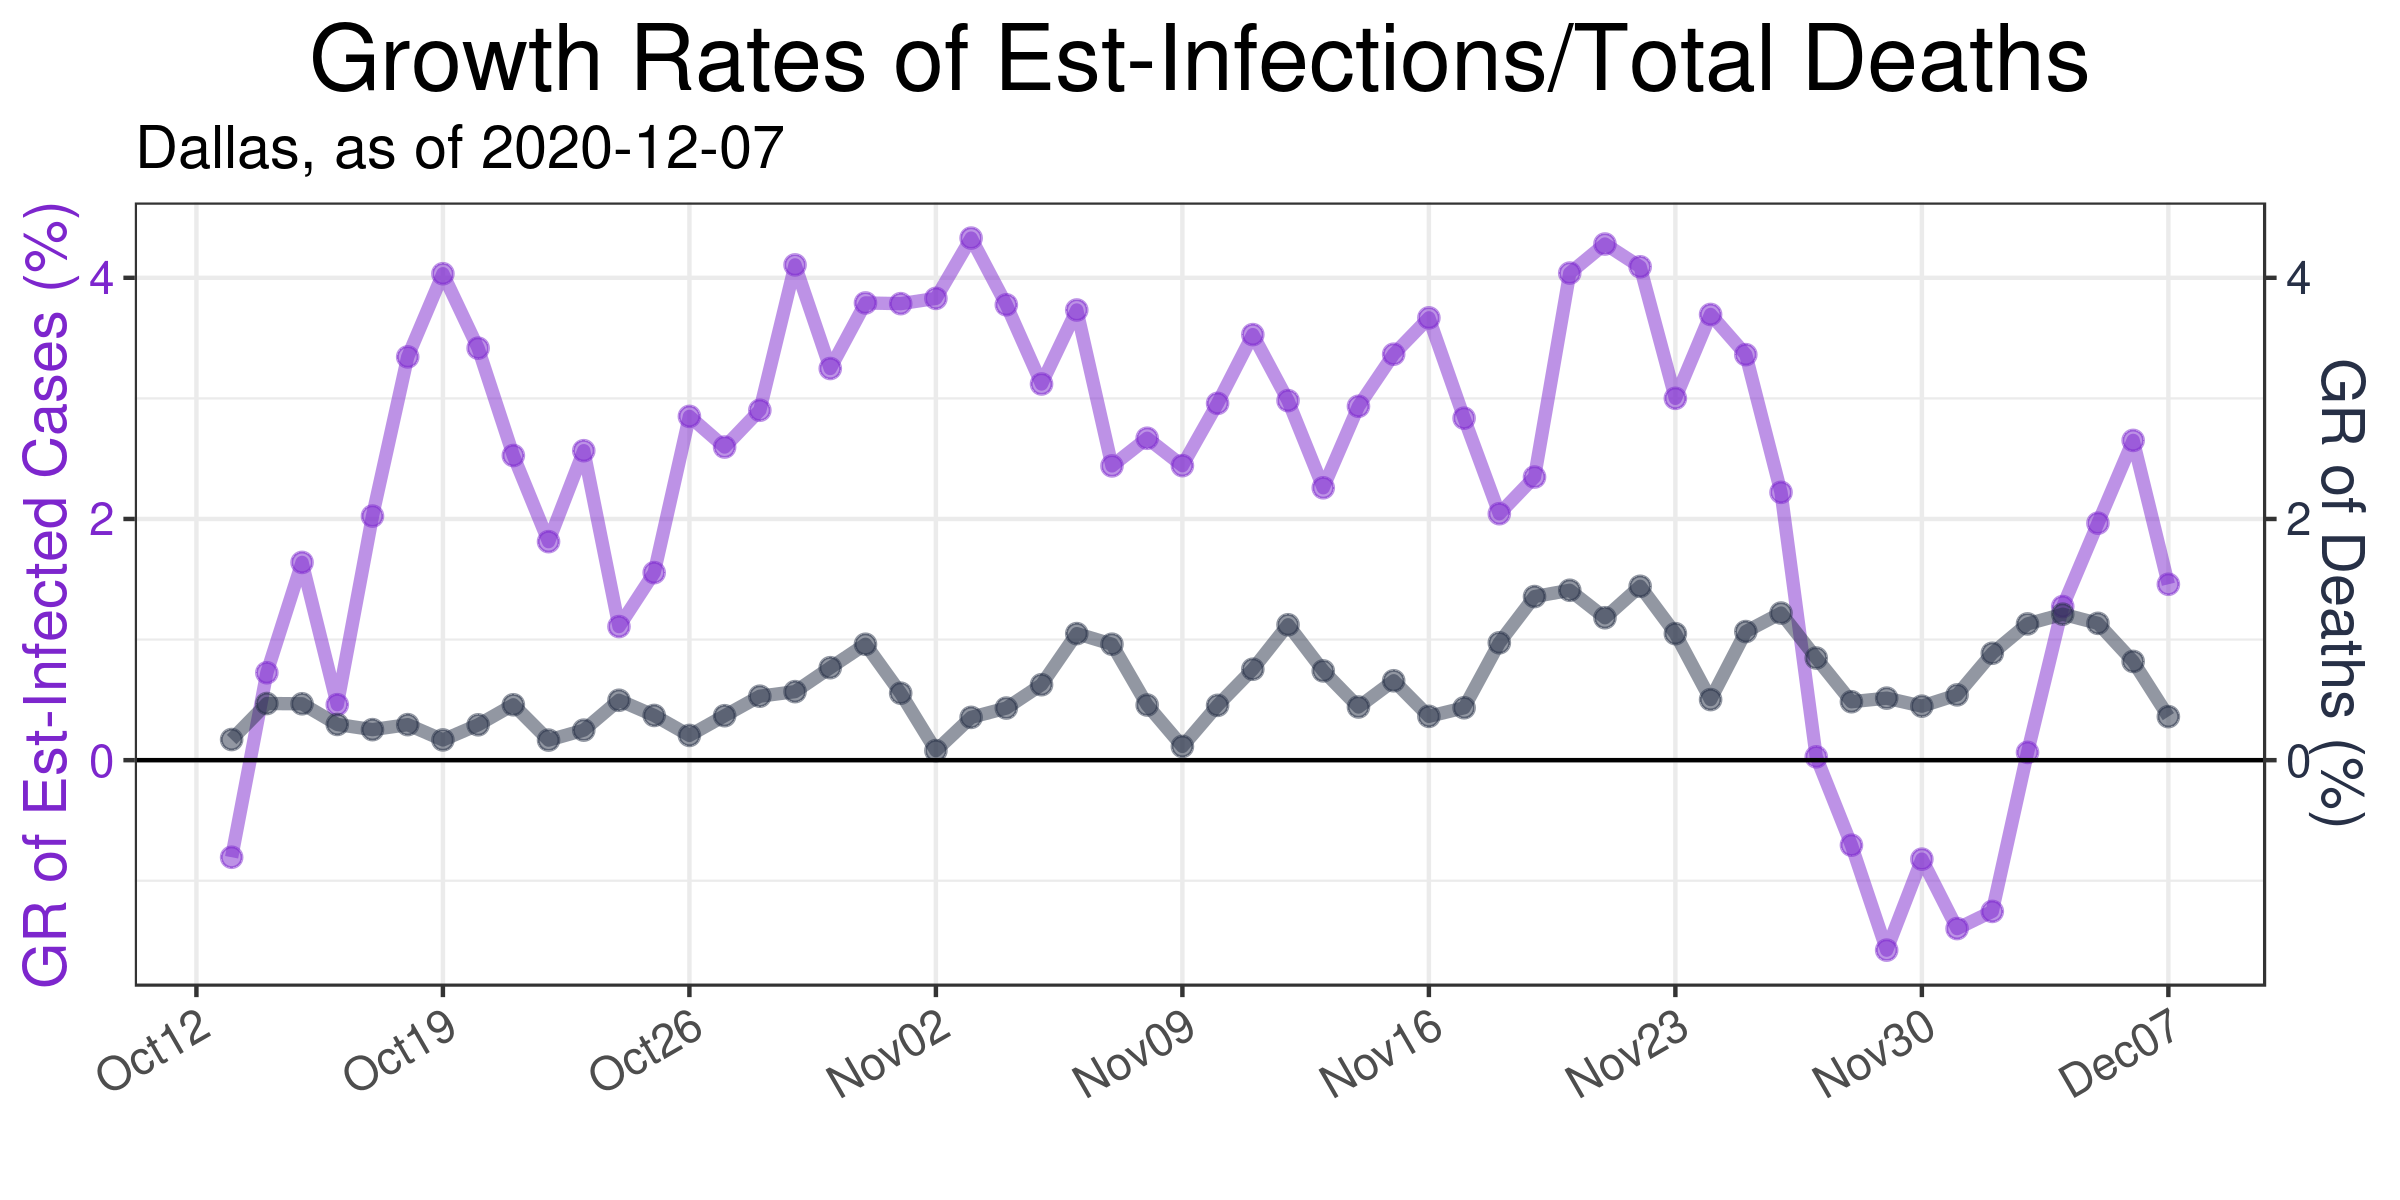 Growth Rates of Est-Infections/Total Deaths
Dallas, as of 2020-12-07
GR of Est-Infected Cases (%)
4
2
0
4
2
0
GR of Deaths (%)
Oct12
Oct19
Oct26
Nov02
Nov09
Nov16
Nov23
Nov30
Dec07